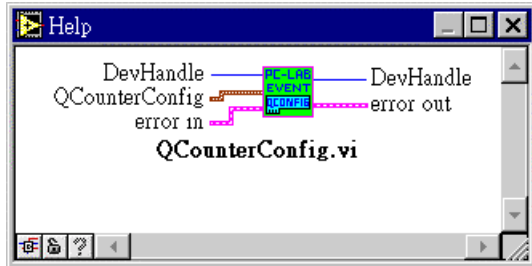 Help
DevHandle
QCounterConfig
error in
PC-LAB
EVENT
QCONFIG
DevHandle
error out
QCounterConfig.vi
?